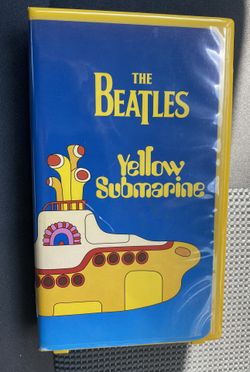 THE
BEATLES
Yellow
Submarine